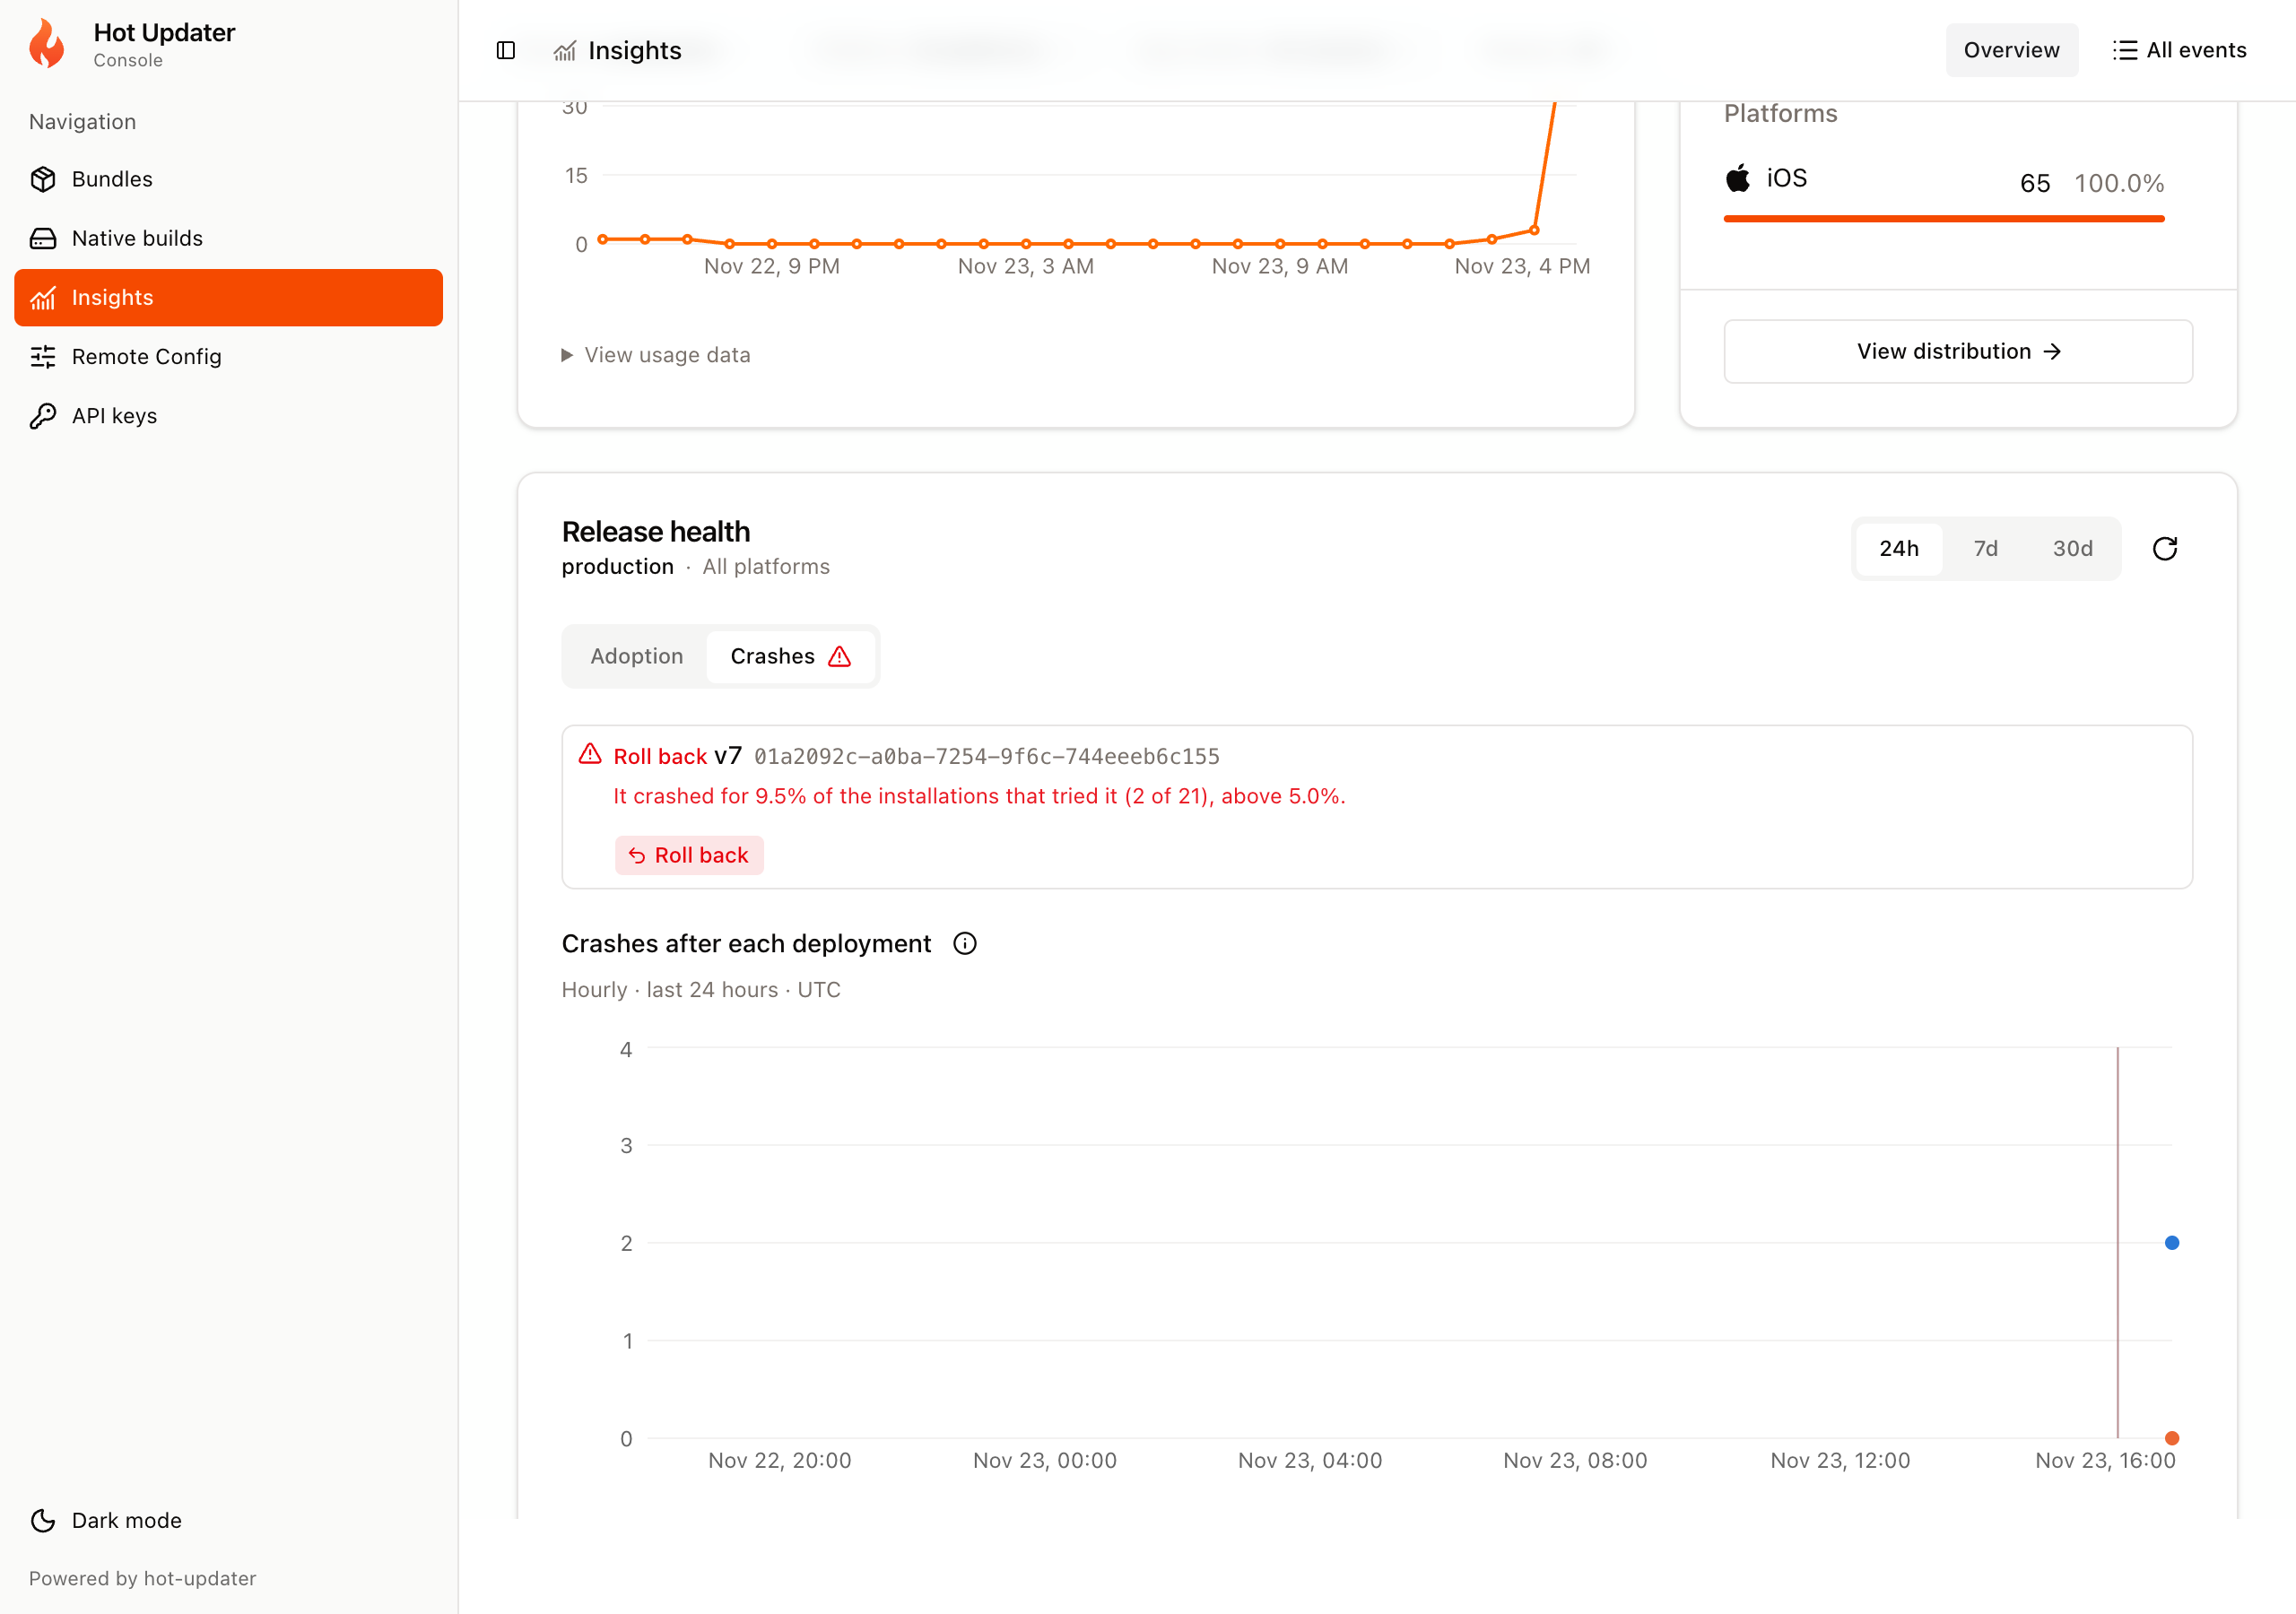 Hot Updater
Console
Navigation
Bundles
Native builds
Insights
Remote Config
API keys
Dark mode
Powered by hot-updater
Insights
Overview
All events
30
15
0
Nov 22, 9 PM
Nov 23, 3 AM
Nov 23, 9 AM
Nov 23, 4 PM
View usage data
Platforms
iOS
65 100.0%
View distribution →
Release health
production · All platforms
24h
7d
30d
Adoption
Crashes
Roll back v7 01a2092c-a0ba-7254-9f6c-744eeeb6c155
It crashed for 9.5% of the installations that tried it (2 of 21), above 5.0%.
Roll back
Crashes after each deployment
Hourly · last 24 hours · UTC
4
3
2
1
0
Nov 22, 20:00
Nov 23, 00:00
Nov 23, 04:00
Nov 23, 08:00
Nov 23, 12:00
Nov 23, 16:00